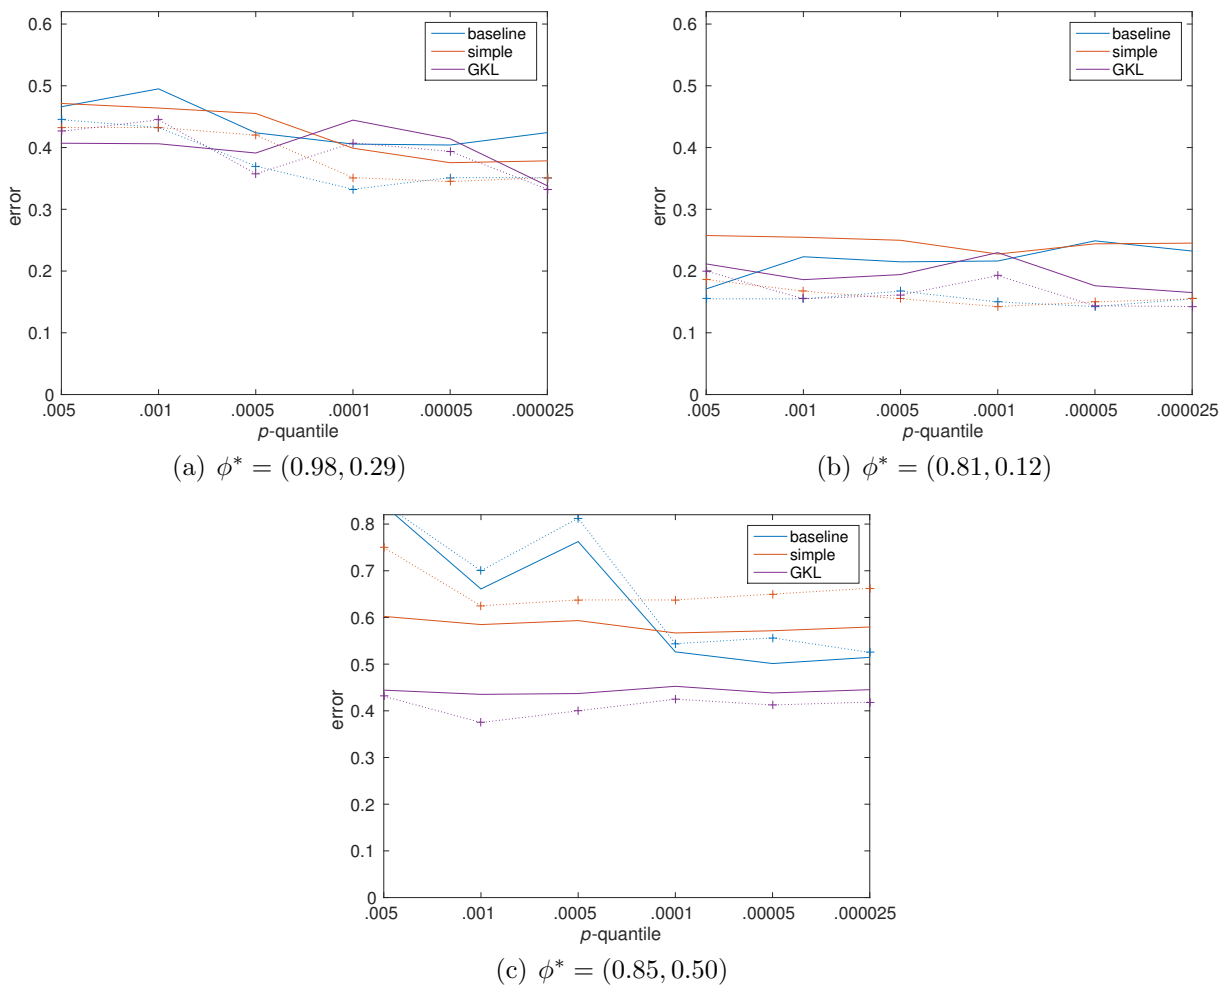 0.6
0.5
0.4
0.3
0.2
0.1
0
error
baseline
simple
GKL
.005 .001 .0005 .0001 .00005 .000025
p-quantile
(a) ϕ* = (0.98, 0.29)
0.6
0.5
0.4
0.3
0.2
0.1
0
error
baseline
simple
GKL
.005 .001 .0005 .0001 .00005 .000025
p-quantile
(b) ϕ* = (0.81, 0.12)
0.8
0.7
0.6
0.5
0.4
0.3
0.2
0.1
0
error
baseline
simple
GKL
.005 .001 .0005 .0001 .00005 .000025
p-quantile
(c) ϕ* = (0.85, 0.50)